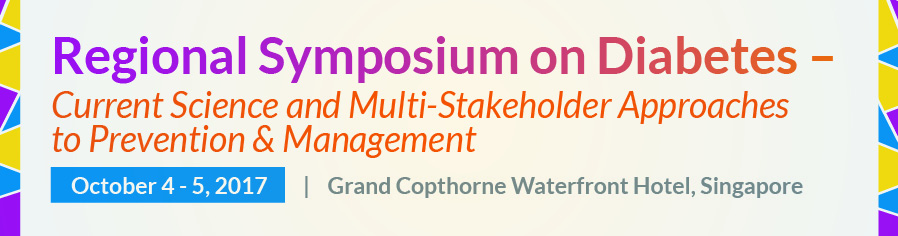 Regional Symposium on Diabetes –
Current Science and Multi-Stakeholder Approaches
to Prevention & Management
October 4 - 5, 2017 | Grand Copthorne Waterfront Hotel, Singapore